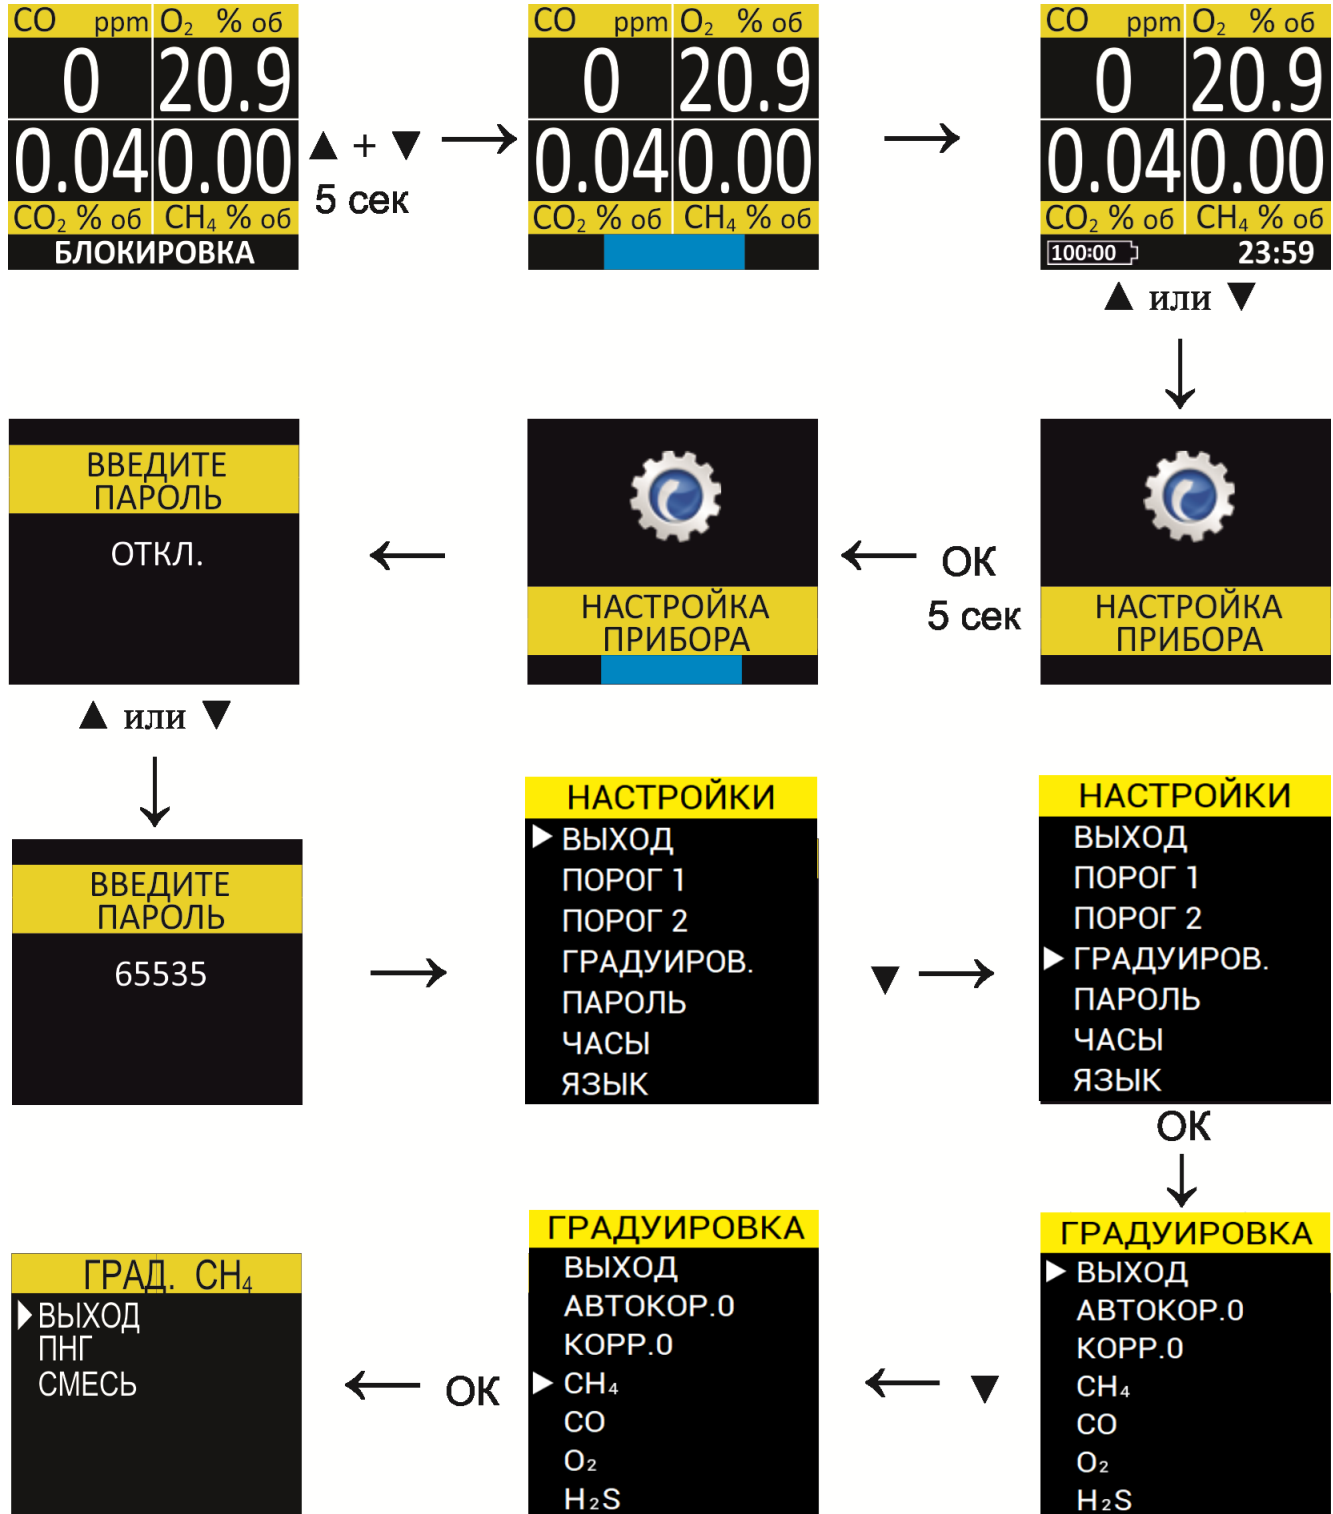 CO ppm O₂ % об
0 20.9
0.04 0.00
CO₂ % об CH₄ % об
БЛОКИРОВКА
▲ + ▼ →
5 сек
CO ppm O₂ % об
0 20.9
0.04 0.00
CO₂ % об CH₄ % об
→
CO ppm O₂ % об
0 20.9
0.04 0.00
CO₂ % об CH₄ % об
100:00 23:59
▲ или ▼
↓
НАСТРОЙКА
ПРИБОРА
← ОК
5 сек
НАСТРОЙКА
ПРИБОРА
←
ВВЕДИТЕ
ПАРОЛЬ
ОТКЛ.
▲ или ▼
↓
ВВЕДИТЕ
ПАРОЛЬ
65535
→
НАСТРОЙКИ
▶ ВЫХОД
ПОРОГ 1
ПОРОГ 2
ГРАДУИРОВ.
ПАРОЛЬ
ЧАСЫ
ЯЗЫК
▼ →
НАСТРОЙКИ
ВЫХОД
ПОРОГ 1
ПОРОГ 2
▶ ГРАДУИРОВ.
ПАРОЛЬ
ЧАСЫ
ЯЗЫК
ОК
↓
ГРАДУИРОВКА
▶ ВЫХОД
АВТОКОР.0
КОРР.0
CH₄
CO
O₂
H₂S
← ▼
ГРАДУИРОВКА
ВЫХОД
АВТОКОР.0
КОРР.0
▶ CH₄
CO
O₂
H₂S
← ОК
ГРАД. CH₄
▶ ВЫХОД
ПНГ
СМЕСЬ